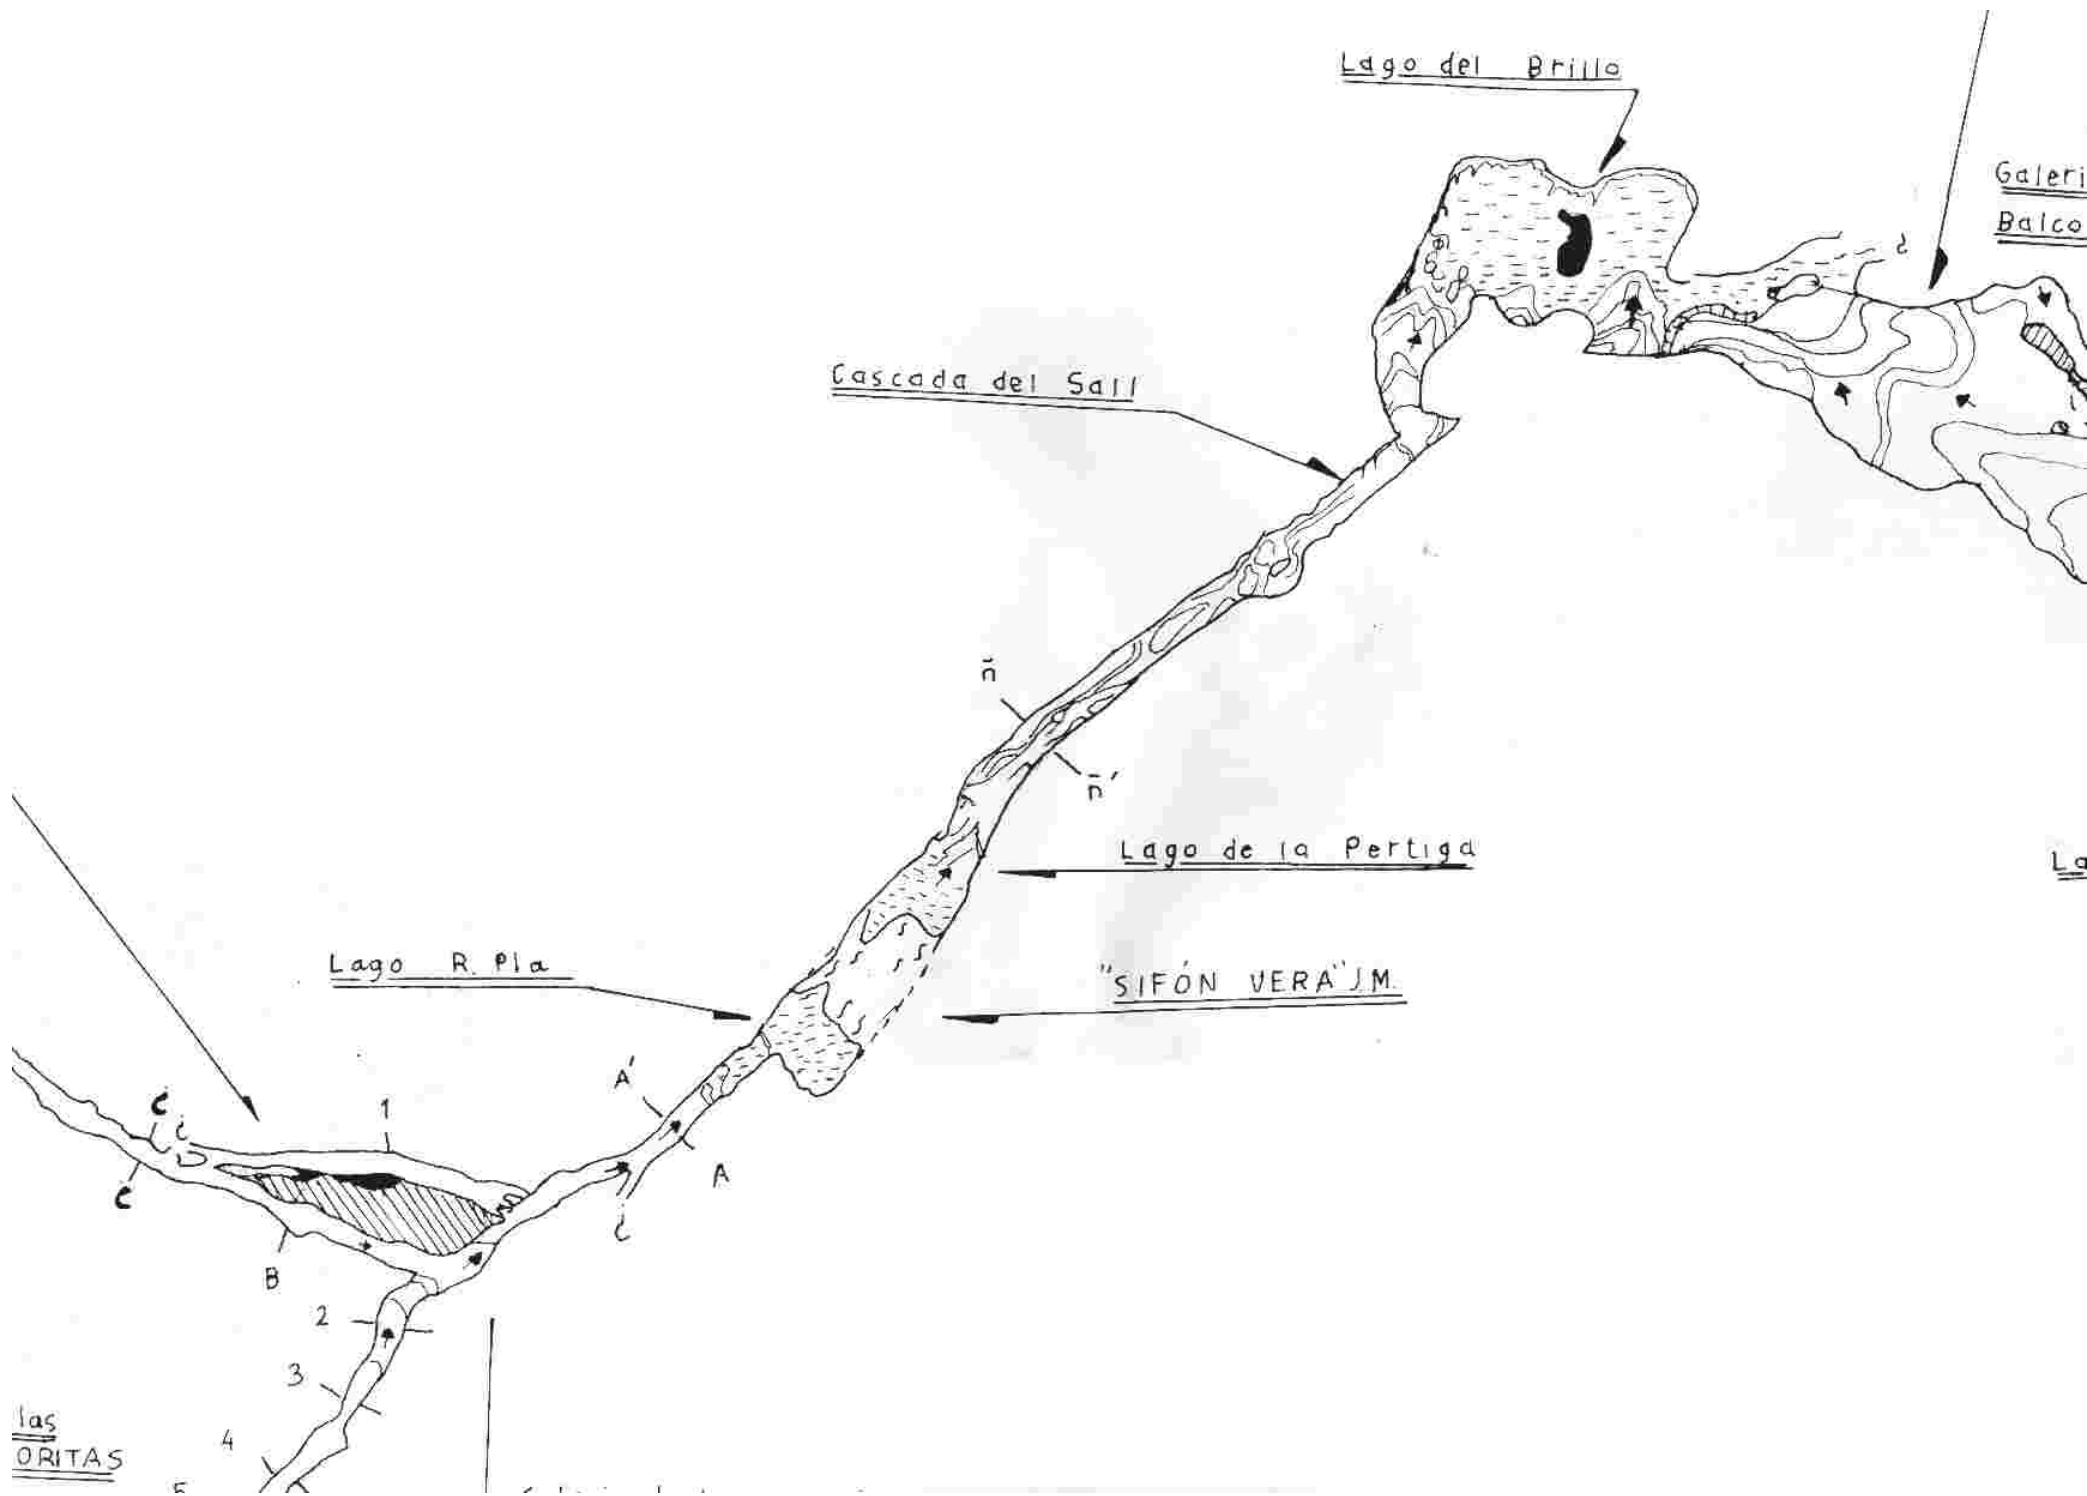 Lago del Brillo
Galeri
Balco
Cascada del Sall
n̄
n̄'
Lago de la Pertiga
La
Lago R. Pla
"SIFÓN VERA" J.M.
A'
1
c
¿
c
A
¿
B
2
3
las
ORITAS
4
5
¿